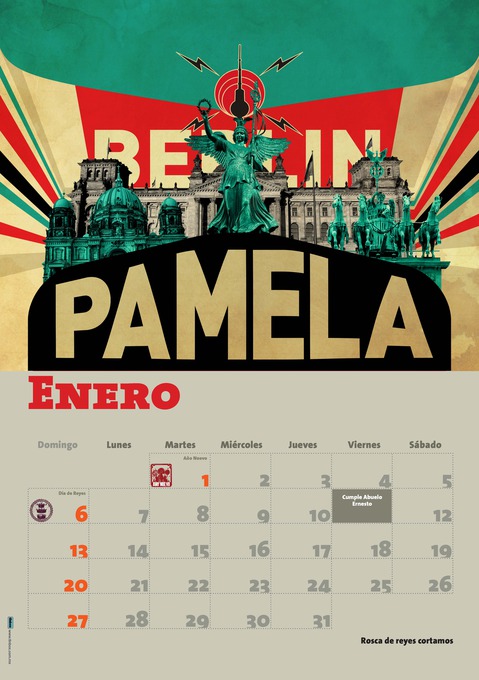 BERLIN
PAMELA
Enero
Domingo Lunes Martes Miércoles Jueves Viernes Sábado
Año Nuevo
1 2 3 4 5
Día de Reyes
Cumple Abuelo
Ernesto
6 7 8 9 10 12
13 14 15 16 17 18 19
20 21 22 23 24 25 26
27 28 29 30 31
Rosca de reyes cortamos